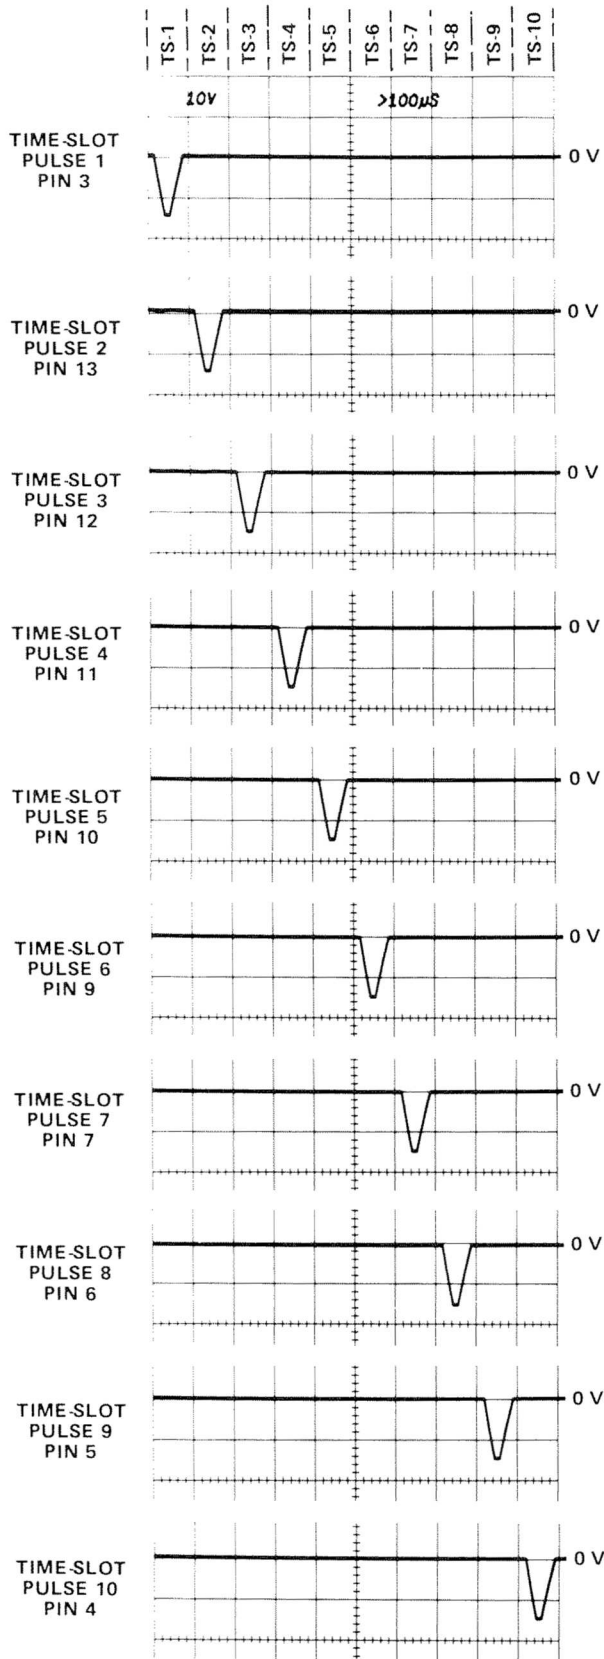 TS-1
TS-2
TS-3
TS-4
TS-5
TS-6
TS-7
TS-8
TS-9
TS-10
10V
>100µS
TIME-SLOT
PULSE 1
PIN 3
0 V
TIME-SLOT
PULSE 2
PIN 13
0 V
TIME-SLOT
PULSE 3
PIN 12
0 V
TIME-SLOT
PULSE 4
PIN 11
0 V
TIME-SLOT
PULSE 5
PIN 10
0 V
TIME-SLOT
PULSE 6
PIN 9
0 V
TIME-SLOT
PULSE 7
PIN 7
0 V
TIME-SLOT
PULSE 8
PIN 6
0 V
TIME-SLOT
PULSE 9
PIN 5
0 V
TIME-SLOT
PULSE 10
PIN 4
0 V